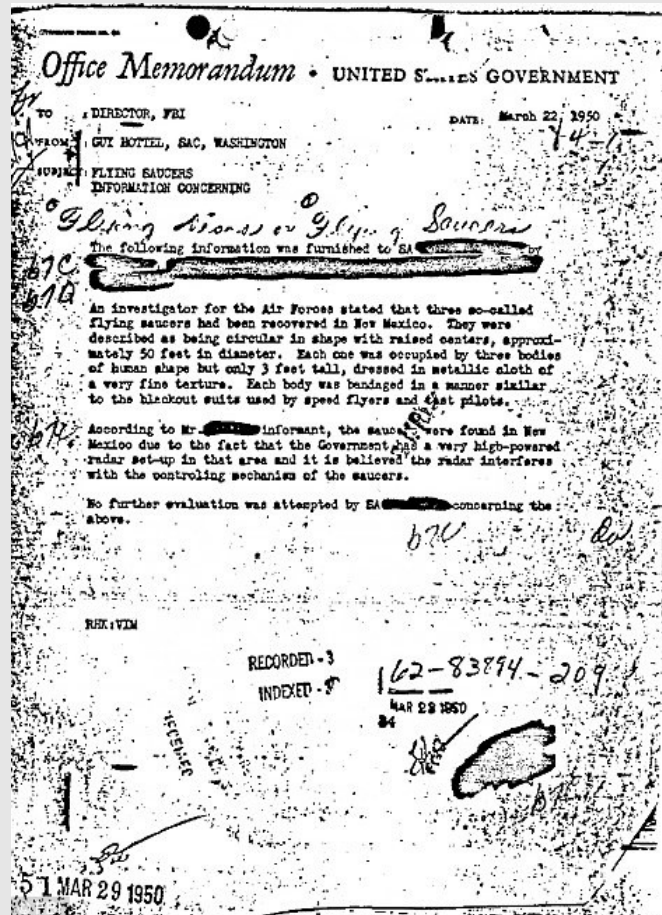 Office Memorandum • UNITED STATES GOVERNMENT
TO : DIRECTOR, FBI
DATE: March 22, 1950
FROM : GUY HOTTEL, SAC, WASHINGTON
SUBJECT: FLYING SAUCERS
INFORMATION CONCERNING
Flying Discs or Flying Saucers
The following information was furnished to SA by
b7C
b7D
An investigator for the Air Forces stated that three so-called
flying saucers had been recovered in New Mexico. They were
described as being circular in shape with raised centers, approxi-
mately 50 feet in diameter. Each one was occupied by three bodies
of human shape but only 3 feet tall, dressed in metallic cloth of
a very fine texture. Each body was bandaged in a manner similar
to the blackout suits used by speed flyers and test pilots.
According to Mr. informant, the saucers were found in New
Mexico due to the fact that the Government has a very high-powered
radar set-up in that area and it is believed the radar interferes
with the controling mechanism of the saucers.
No further evaluation was attempted by SA concerning the
above.
b7C
RHK:VIM
RECORDED - 3
INDEXED - 3
62-83894-209
MAR 28 1950
34
RECEIVED
51 MAR 29 1950